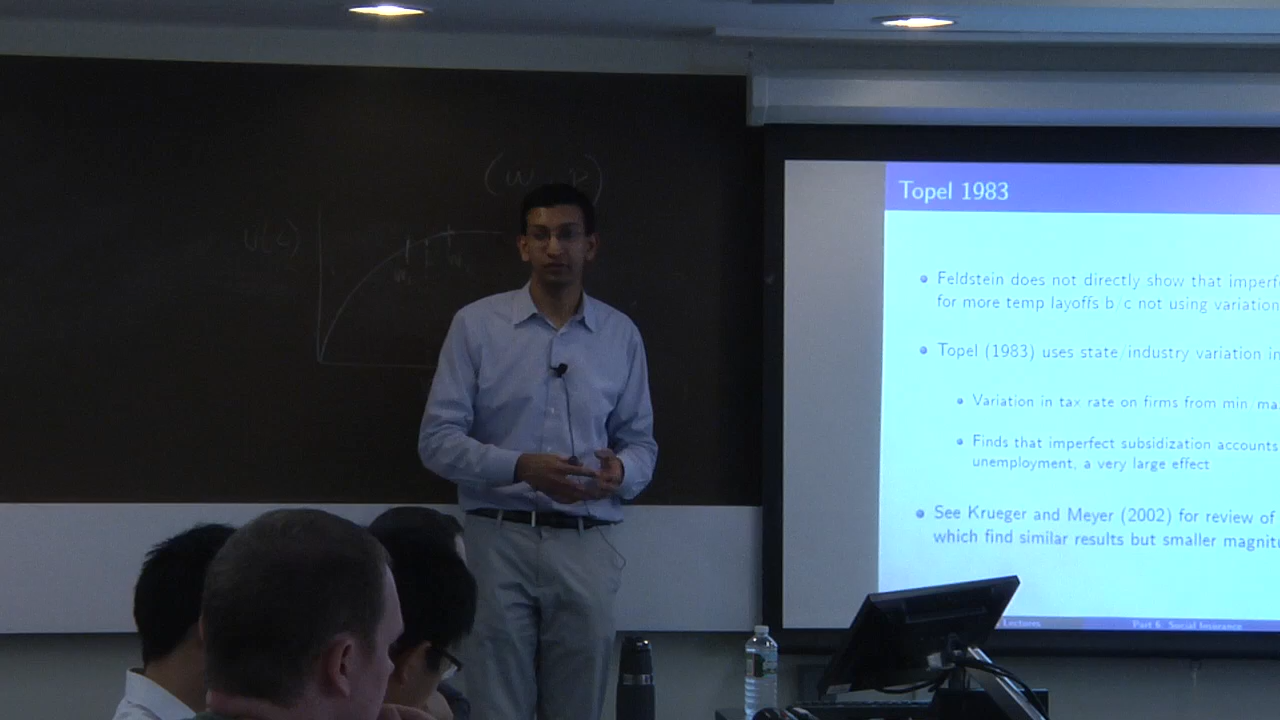 U(c)
Topel 1983
Feldstein does not directly show that imperf
for more temp layoffs b/c not using variation
Topel (1983) uses state/industry variation in
Variation in tax rate on firms from min/ma
Finds that imperfect subsidization accounts
unemployment, a very large effect
See Krueger and Meyer (2002) for review of
which find similar results but smaller magnitu
Lectures
Part 6: Social Insurance